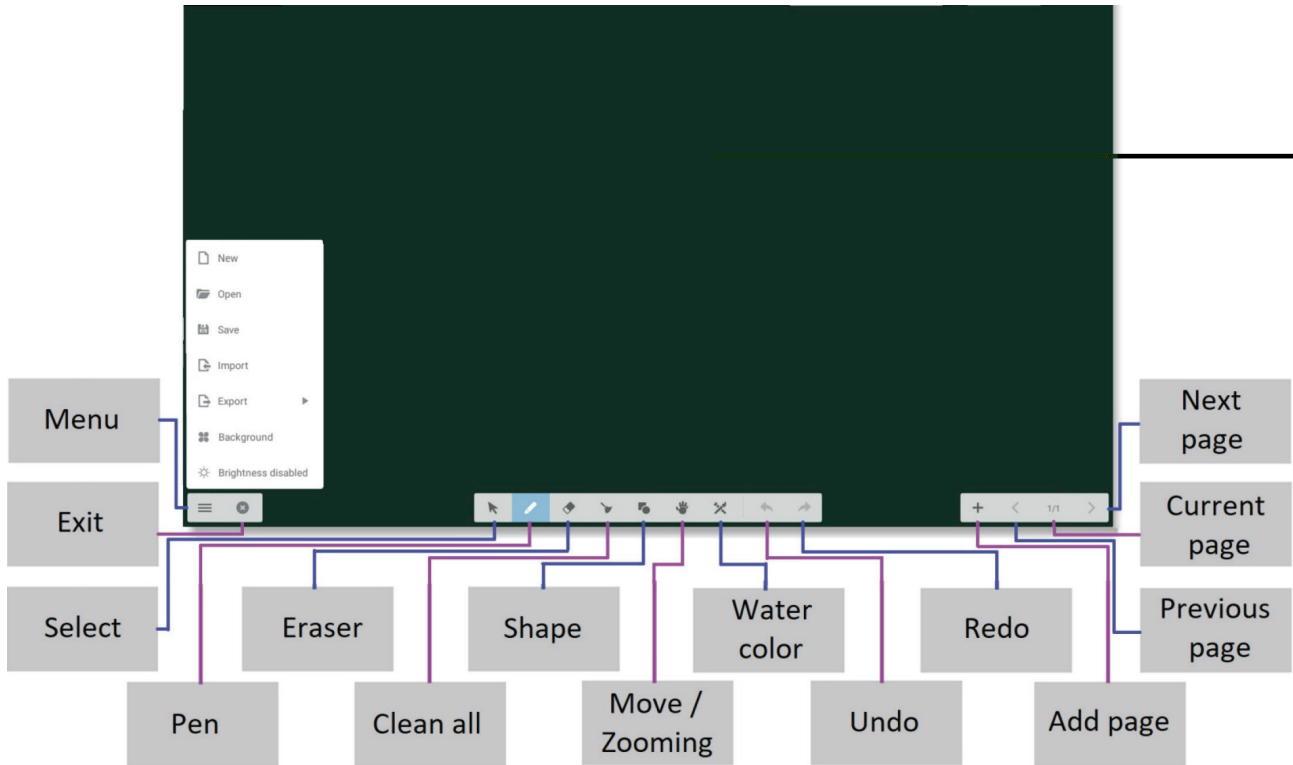 New
Open
Save
Import
Export
Background
Brightness disabled
Menu
Exit
Select
Pen
Eraser
Clean all
Shape
Move /
Zooming
Water
color
Undo
Redo
Add page
1/1
Next
page
Current
page
Previous
page